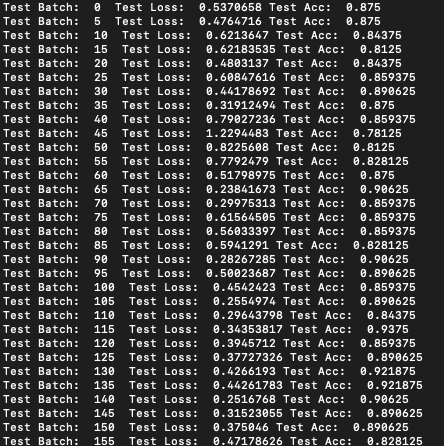 Test Batch:  0  Test Loss:  0.5370658 Test Acc:  0.875
Test Batch:  5  Test Loss:  0.4764716 Test Acc:  0.875
Test Batch:  10  Test Loss:  0.6213647 Test Acc:  0.84375
Test Batch:  15  Test Loss:  0.62183535 Test Acc:  0.8125
Test Batch:  20  Test Loss:  0.4803137 Test Acc:  0.84375
Test Batch:  25  Test Loss:  0.60847616 Test Acc:  0.859375
Test Batch:  30  Test Loss:  0.44178692 Test Acc:  0.890625
Test Batch:  35  Test Loss:  0.31912494 Test Acc:  0.875
Test Batch:  40  Test Loss:  0.79027236 Test Acc:  0.859375
Test Batch:  45  Test Loss:  1.2294483 Test Acc:  0.78125
Test Batch:  50  Test Loss:  0.8225608 Test Acc:  0.8125
Test Batch:  55  Test Loss:  0.7792479 Test Acc:  0.828125
Test Batch:  60  Test Loss:  0.51798975 Test Acc:  0.875
Test Batch:  65  Test Loss:  0.23841673 Test Acc:  0.90625
Test Batch:  70  Test Loss:  0.29975313 Test Acc:  0.859375
Test Batch:  75  Test Loss:  0.61564505 Test Acc:  0.859375
Test Batch:  80  Test Loss:  0.56033397 Test Acc:  0.859375
Test Batch:  85  Test Loss:  0.5941291 Test Acc:  0.828125
Test Batch:  90  Test Loss:  0.28267285 Test Acc:  0.90625
Test Batch:  95  Test Loss:  0.50023687 Test Acc:  0.890625
Test Batch:  100  Test Loss:  0.4542423 Test Acc:  0.859375
Test Batch:  105  Test Loss:  0.2554974 Test Acc:  0.890625
Test Batch:  110  Test Loss:  0.29643798 Test Acc:  0.84375
Test Batch:  115  Test Loss:  0.34353817 Test Acc:  0.9375
Test Batch:  120  Test Loss:  0.3945712 Test Acc:  0.859375
Test Batch:  125  Test Loss:  0.37727326 Test Acc:  0.890625
Test Batch:  130  Test Loss:  0.4266193 Test Acc:  0.921875
Test Batch:  135  Test Loss:  0.44261783 Test Acc:  0.921875
Test Batch:  140  Test Loss:  0.2516768 Test Acc:  0.90625
Test Batch:  145  Test Loss:  0.31523055 Test Acc:  0.890625
Test Batch:  150  Test Loss:  0.375046 Test Acc:  0.890625
Test Batch:  155  Test Loss:  0.47178626 Test Acc:  0.828125